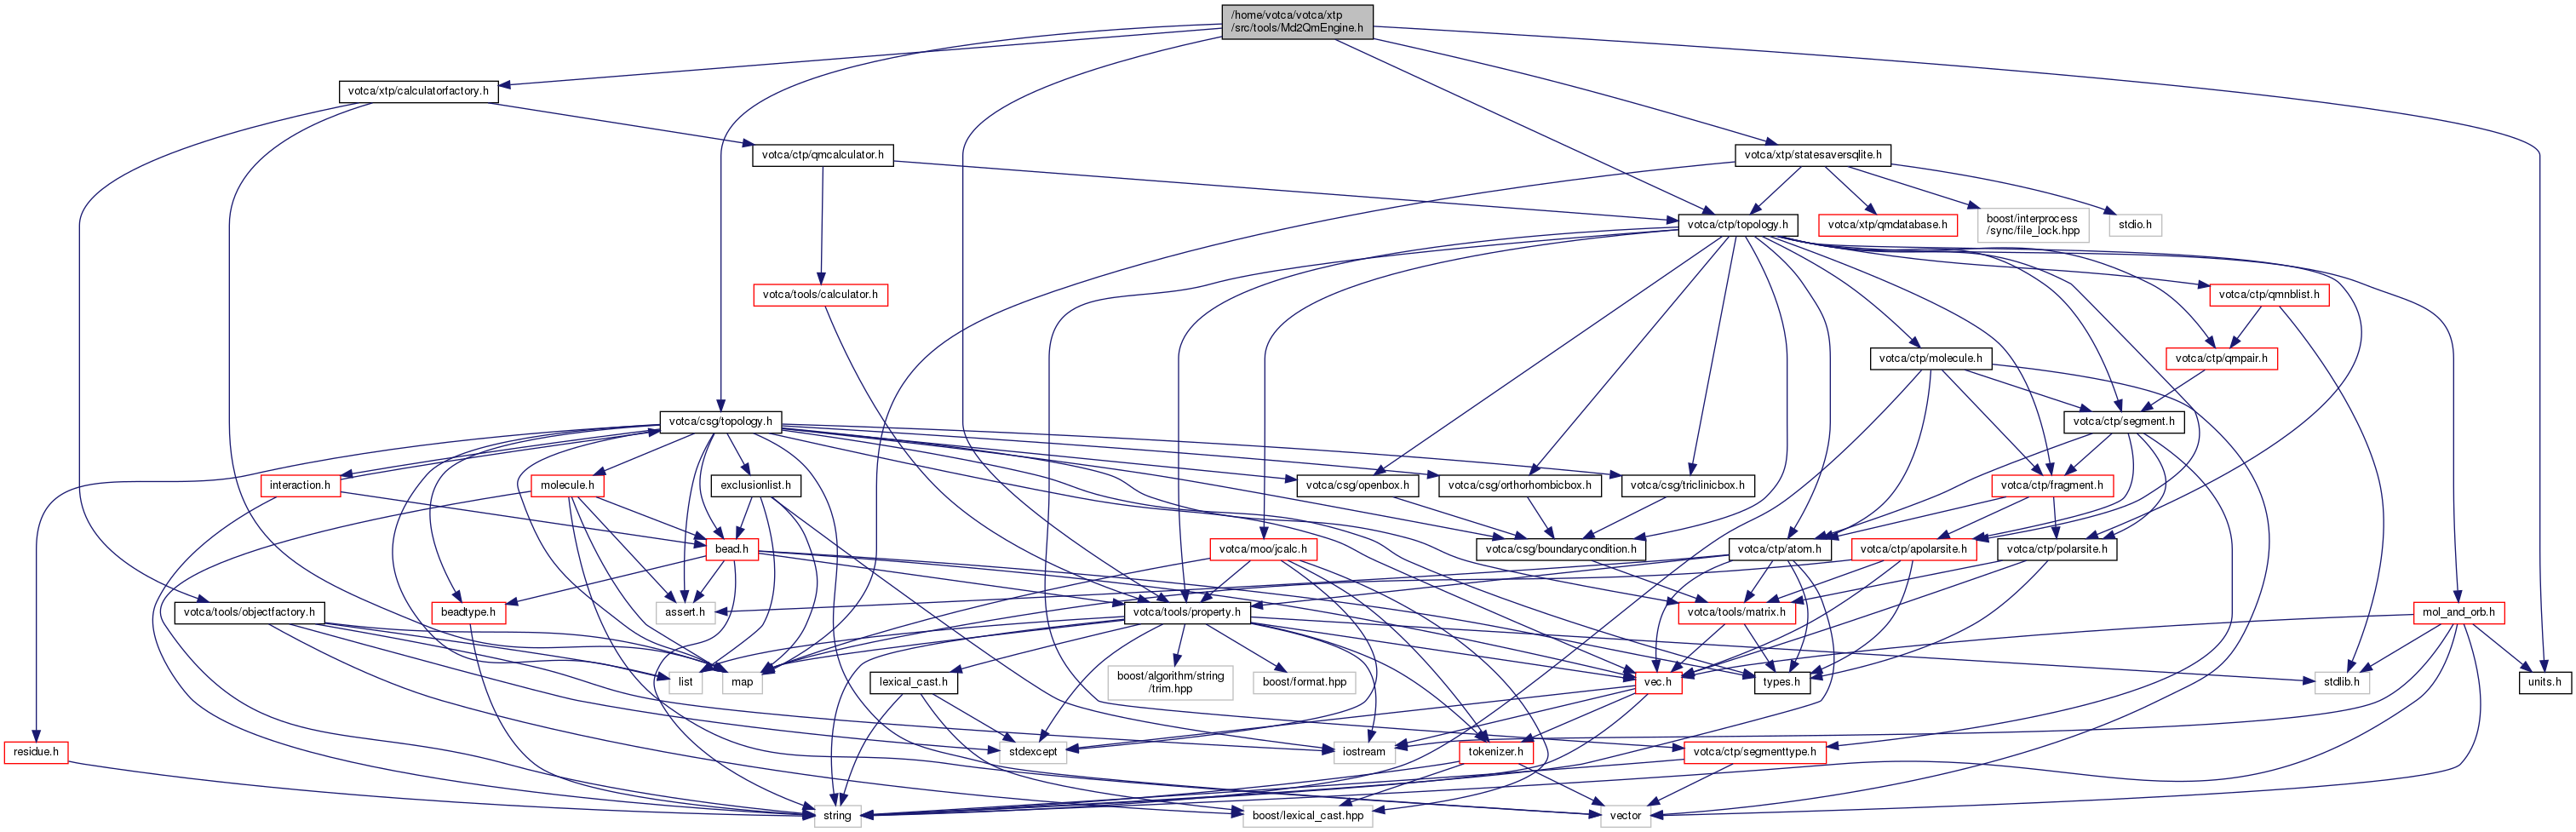 /home/votca/votca/xtp
/src/tools/Md2QmEngine.h
votca/xtp/calculatorfactory.h
votca/ctp/qmcalculator.h
votca/xtp/statesaversqlite.h
votca/ctp/topology.h
votca/xtp/qmdatabase.h
boost/interprocess
/sync/file_lock.hpp
stdio.h
votca/tools/calculator.h
votca/ctp/qmnblist.h
votca/ctp/molecule.h
votca/ctp/qmpair.h
votca/csg/topology.h
votca/ctp/segment.h
interaction.h
molecule.h
exclusionlist.h
votca/csg/openbox.h
votca/csg/orthorhombicbox.h
votca/csg/triclinicbox.h
votca/ctp/fragment.h
bead.h
votca/moo/jcalc.h
votca/csg/boundarycondition.h
votca/ctp/atom.h
votca/ctp/apolarsite.h
votca/ctp/polarsite.h
votca/tools/objectfactory.h
beadtype.h
assert.h
votca/tools/property.h
votca/tools/matrix.h
mol_and_orb.h
list
map
lexical_cast.h
boost/algorithm/string
/trim.hpp
boost/format.hpp
vec.h
types.h
stdlib.h
units.h
residue.h
stdexcept
iostream
tokenizer.h
votca/ctp/segmenttype.h
string
boost/lexical_cast.hpp
vector